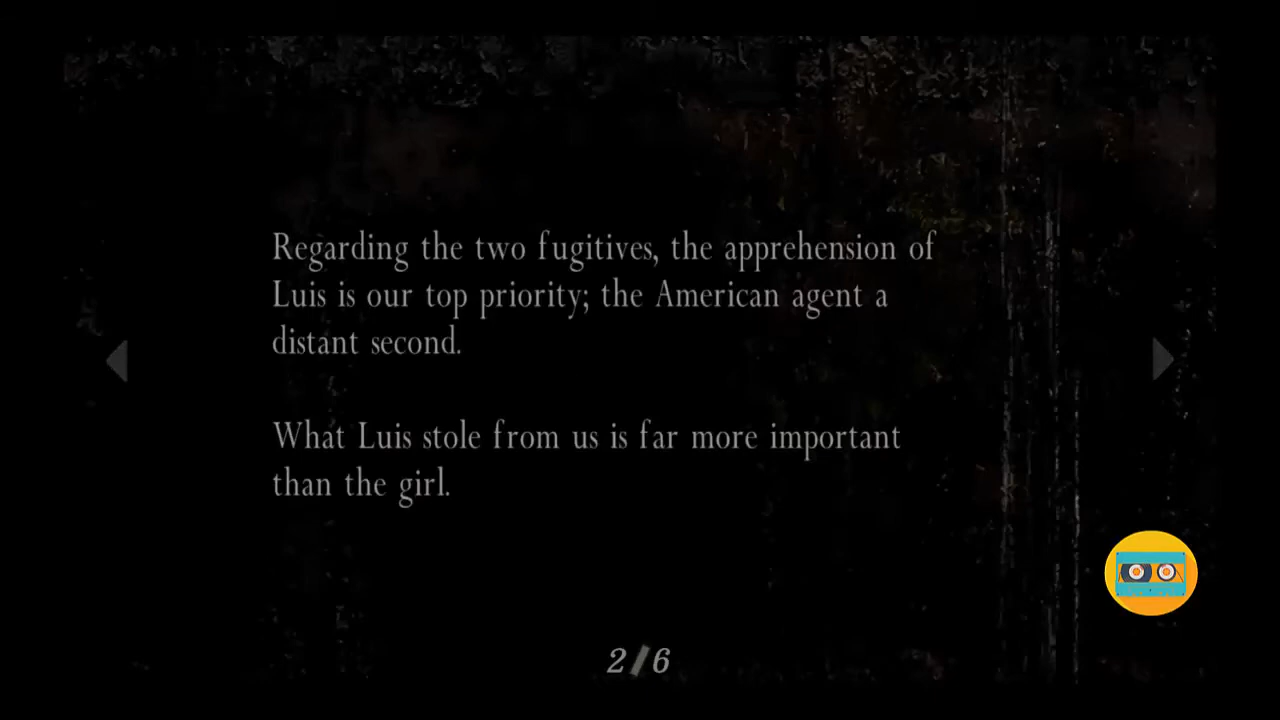 Regarding the two fugitives, the apprehension of
Luis is our top priority; the American agent a
distant second.
What Luis stole from us is far more important
than the girl.
2/6